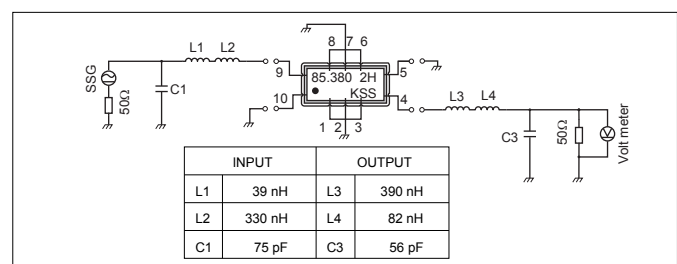 8 7 6
L1 L2
9
85.380 2H
5
SSG
50Ω
C1
KSS
10
4
L3 L4
1 2 3
C3
50Ω
Volt meter
INPUT OUTPUT
L1 39 nH L3 390 nH
L2 330 nH L4 82 nH
C1 75 pF C3 56 pF